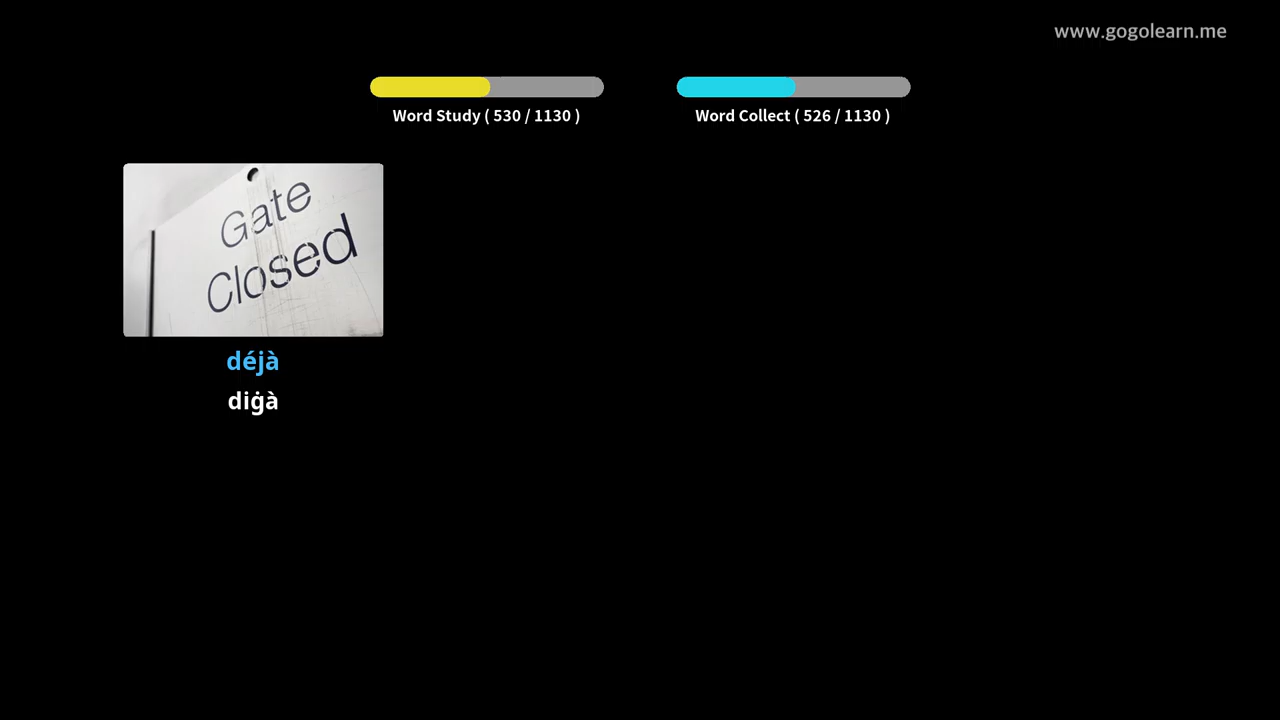 www.gogolearn.me
Word Study ( 530 / 1130 )
Word Collect ( 526 / 1130 )
Gate
Closed
déjà
diġà